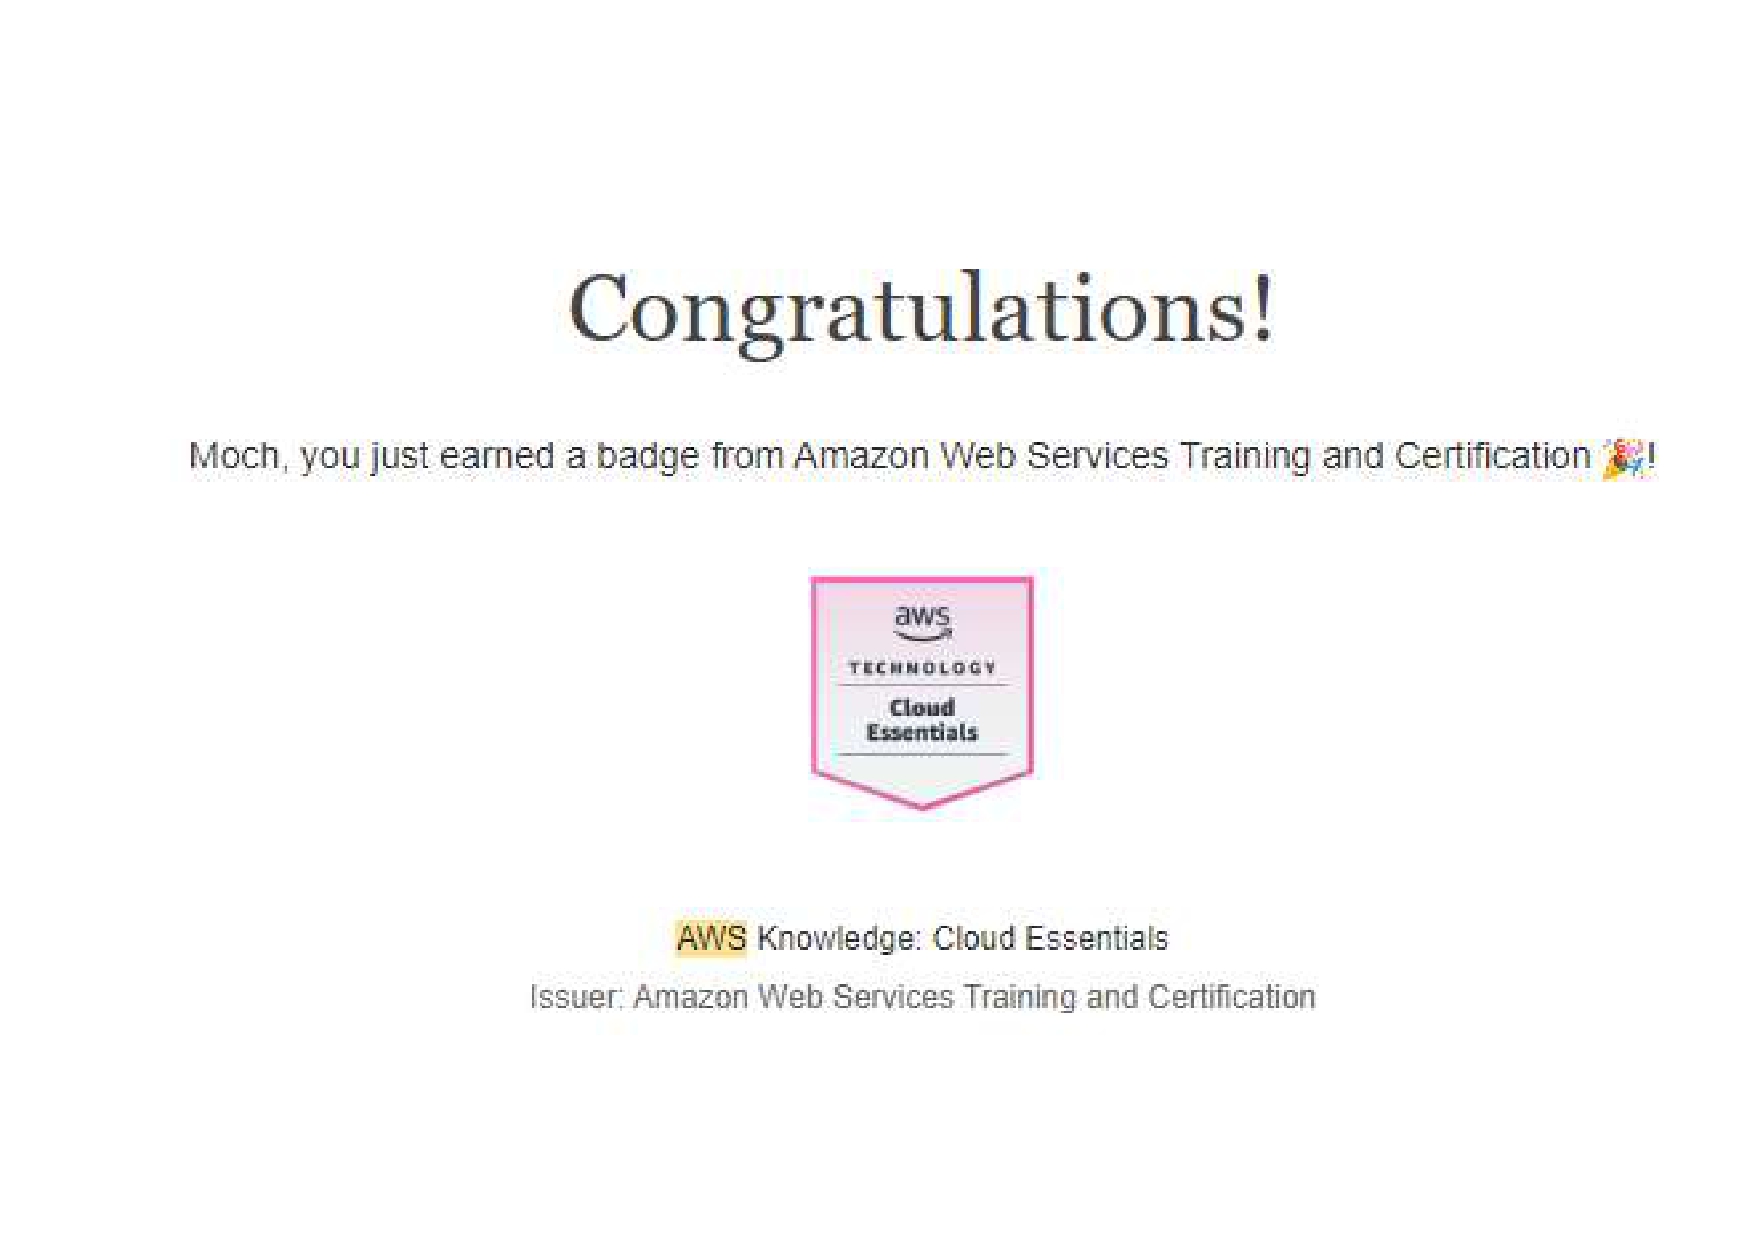 Congratulations!
Moch, you just earned a badge from Amazon Web Services Training and Certification 🎉!
aws
TECHNOLOGY
Cloud
Essentials
AWS Knowledge: Cloud Essentials
Issuer: Amazon Web Services Training and Certification